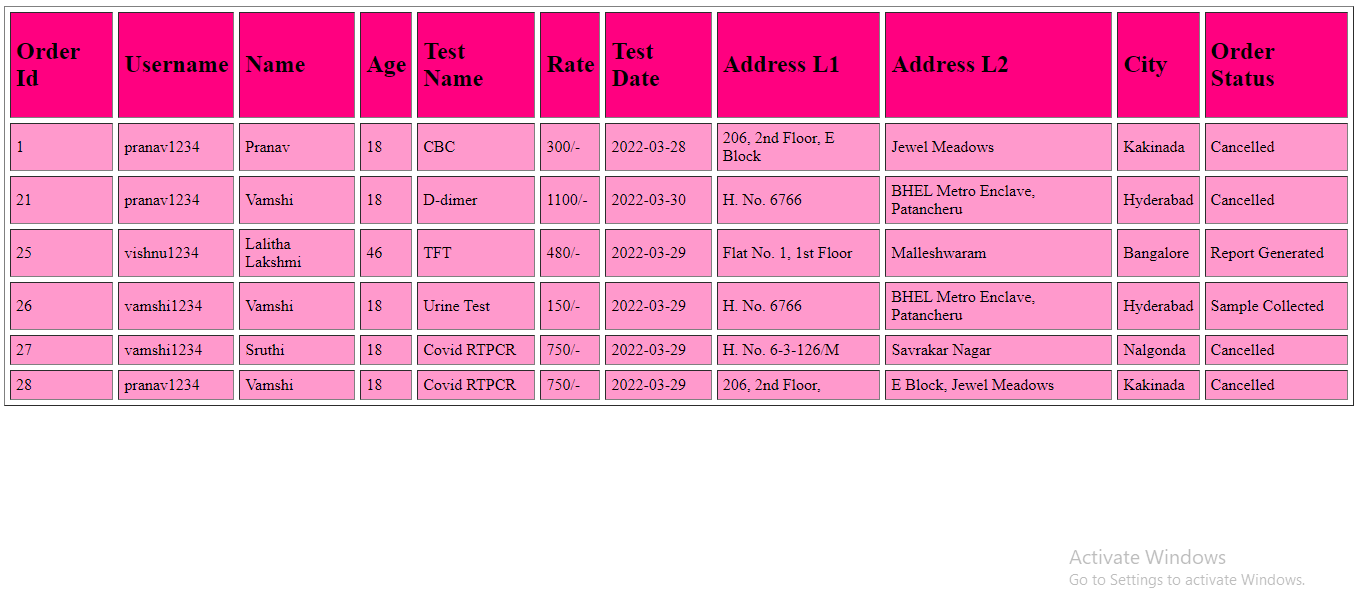 Order Id Username Name Age Test Name Rate Test Date Address L1 Address L2 City Order Status
1 pranav1234 Pranav 18 CBC 300/- 2022-03-28 206, 2nd Floor, E Block Jewel Meadows Kakinada Cancelled
21 pranav1234 Vamshi 18 D-dimer 1100/- 2022-03-30 H. No. 6766 BHEL Metro Enclave, Patancheru Hyderabad Cancelled
25 vishnu1234 Lalitha Lakshmi 46 TFT 480/- 2022-03-29 Flat No. 1, 1st Floor Malleshwaram Bangalore Report Generated
26 vamshi1234 Vamshi 18 Urine Test 150/- 2022-03-29 H. No. 6766 BHEL Metro Enclave, Patancheru Hyderabad Sample Collected
27 vamshi1234 Sruthi 18 Covid RTPCR 750/- 2022-03-29 H. No. 6-3-126/M Savrakar Nagar Nalgonda Cancelled
28 pranav1234 Vamshi 18 Covid RTPCR 750/- 2022-03-29 206, 2nd Floor, E Block, Jewel Meadows Kakinada Cancelled
Activate Windows
Go to Settings to activate Windows.